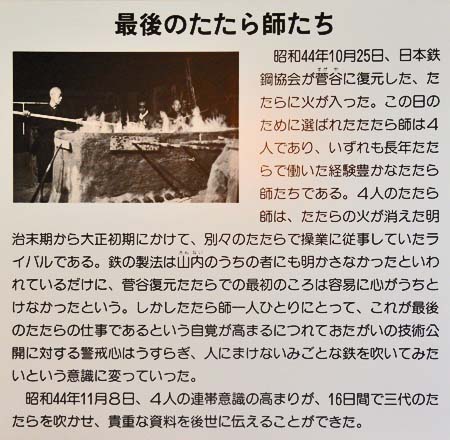 最後のたたら師たち
昭和44年10月25日、日本鉄
鋼協会が菅谷に復元した、た
たらに火が入った。この日の
ために選ばれたたたら師は４
人であり、いずれも長年たた
らで働いた経験豊かなたたら
師たちである。４人のたたら
師は、たたらの火が消えた明
治末期から大正初期にかけて、別々のたたらで操業に従事していたラ
イバルである。鉄の製法は山内のうちの者にも明かさなかったといわ
れているだけに、菅谷復元たたらでの最初のころは容易に心がうちと
けなかったという。しかしたたら師一人ひとりにとって、これが最後
のたたらの仕事であるという自覚が高まるにつれておたがいの技術公
開に対する警戒心はうすらぎ、人にまけないみごとな鉄を吹いてみた
いという意識に変っていった。
昭和44年11月８日、４人の連帯意識の高まりが、16日間で三代のた
たらを吹かせ、貴重な資料を後世に伝えることができた。